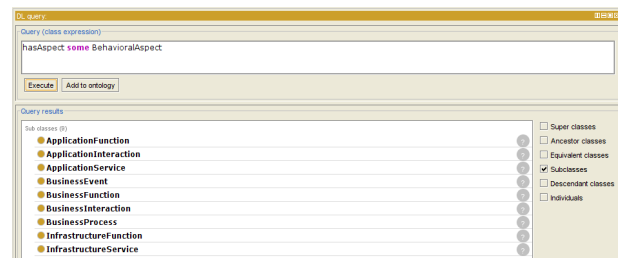 DL query:
Query (class expression)
hasAspect some BehavioralAspect
Execute Add to ontology
Query results
Sub classes (9)
ApplicationFunction
ApplicationInteraction
ApplicationService
BusinessEvent
BusinessFunction
BusinessInteraction
BusinessProcess
InfrastructureFunction
InfrastructureService
Super classes
Ancestor classes
Equivalent classes
Subclasses
Descendant classes
Individuals